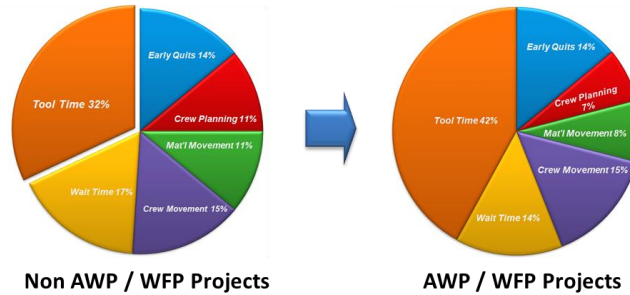 Early Quits 14%
Crew Planning 11%
Mat'l Movement 11%
Crew Movement 15%
Wait Time 17%
Tool Time 32%
Non AWP / WFP Projects
Early Quits 14%
Crew Planning
7%
Mat'l Movement 8%
Crew Movement 15%
Wait Time 14%
Tool Time 42%
AWP / WFP Projects